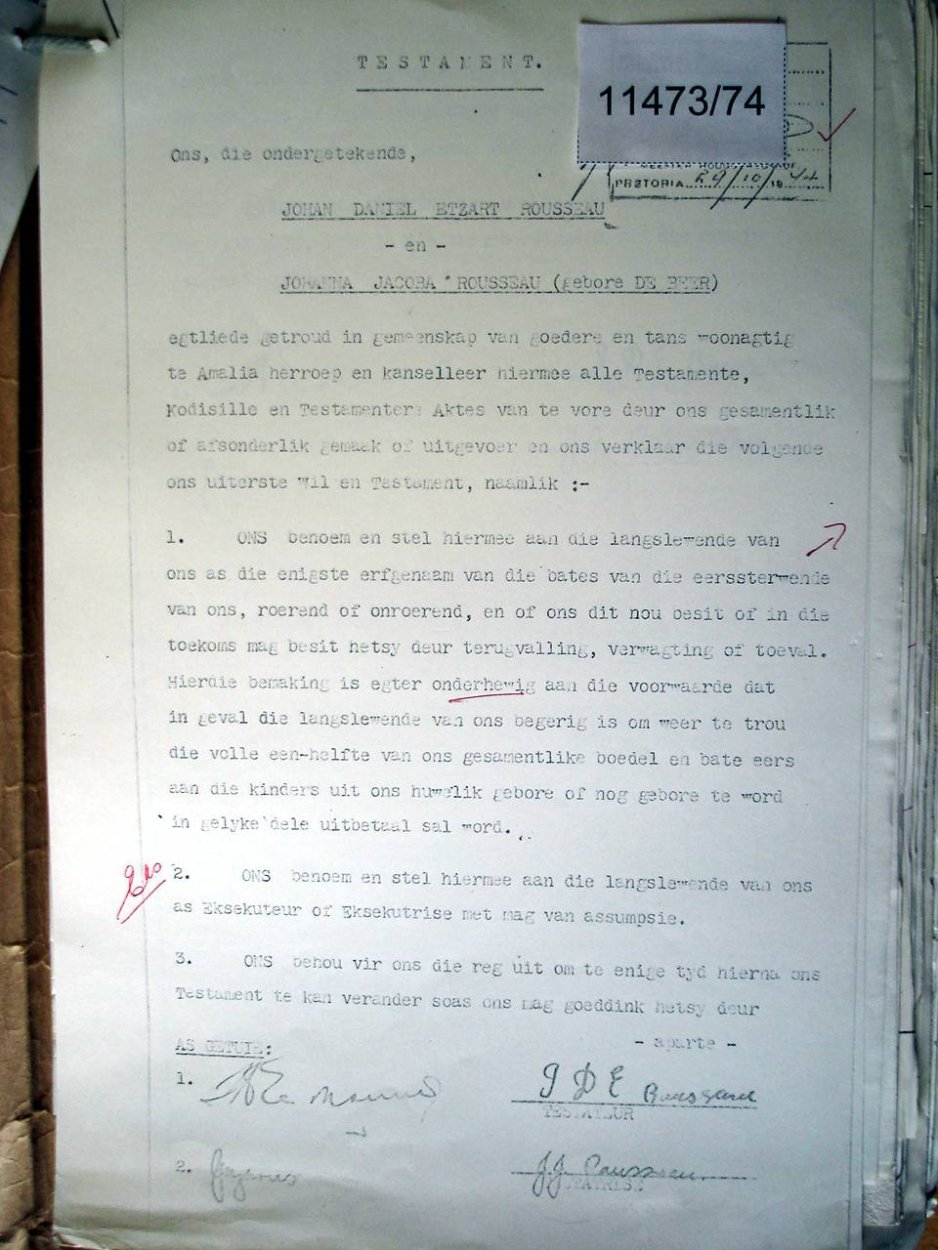 TESTAMENT.
11473/74
PRETORIA 29/10/1944
Ons, die ondergetekende,
JOHAN DANIEL ETZART ROUSSEAU
- en -
JOHANNA JACOBA ROUSSEAU (gebore DE BEER)
egtliede getroud in gemeenskap van goedere en tans woonagtig
te Amalia herroep en kanselleer hiermee alle Testamente,
Kodisille en Testamentere Aktes van te vore deur ons gesamentlik
of afsonderlik gemaak of uitgevoer en ons verklaar die volgende
ons uiterste Wil en Testament, naamlik :-
1. ONS benoem en stel hiermee aan die langslewende van
ons as die enigste erfgenaam van die bates van die eerssterwende
van ons, roerend of onroerend, en of ons dit nou besit of in die
toekoms mag besit hetsy deur terugvalling, verwagting of toeval.
Hierdie bemaking is egter onderhewig aan die voorwaarde dat
in geval die langslewende van ons begerig is om weer te trou
die volle een-helfte van ons gesamentlike boedel en bate eers
aan die kinders uit ons huwelik gebore of nog gebore te word
in gelyke dele uitbetaal sal word.
2. ONS benoem en stel hiermee aan die langslewende van ons
as Eksekuteur of Eksekutrise met mag van assumpsie.
3. ONS behou vir ons die reg uit om te enige tyd hierna ons
Testament te kan verander soas ons mag goeddink hetsy deur
- aparte -
AS GETUIE:
1.
J D E Rousseau
TESTATEUR
2.
J.J. Rousseau